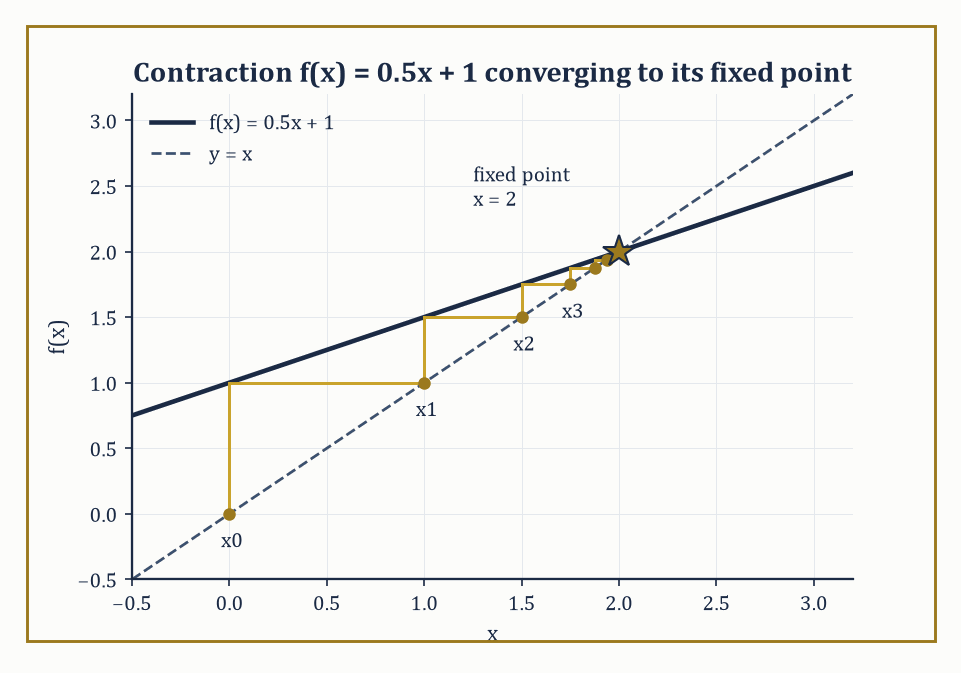 Contraction f(x) = 0.5x + 1 converging to its fixed point
f(x) = 0.5x + 1
y = x
fixed point
x = 2
3.0
2.5
2.0
1.5
1.0
0.5
0.0
−0.5
f(x)
x3
x2
x1
x0
−0.5 0.0 0.5 1.0 1.5 2.0 2.5 3.0
x